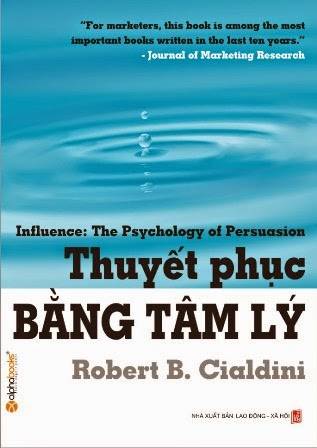 "For marketers, this book is among the most
important books written in the last ten years."
- Journal of Marketing Research
Influence: The Psychology of Persuasion
Thuyết phục
BẰNG TÂM LÝ
Robert B. Cialdini
alphabooks
NHÀ XUẤT BẢN LAO ĐỘNG - XÃ HỘI